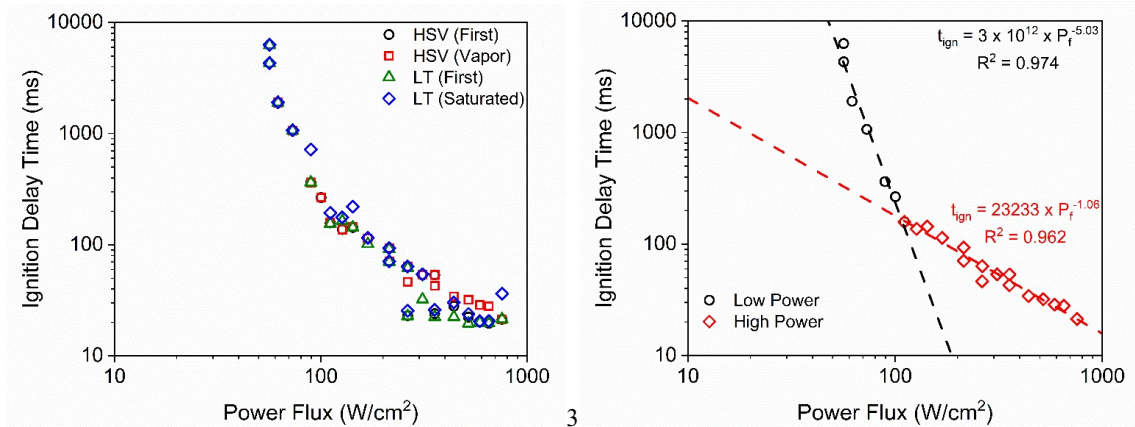 10000
1000
100
10
Ignition Delay Time (ms)
HSV (First)
HSV (Vapor)
LT (First)
LT (Saturated)
10 100 1000
Power Flux (W/cm²)
3
10000
1000
100
10
Ignition Delay Time (ms)
t_ign = 3 x 10¹² x P_f^-5.03
R² = 0.974
t_ign = 23233 x P_f^-1.06
R² = 0.962
Low Power
High Power
10 100 1000
Power Flux (W/cm²)